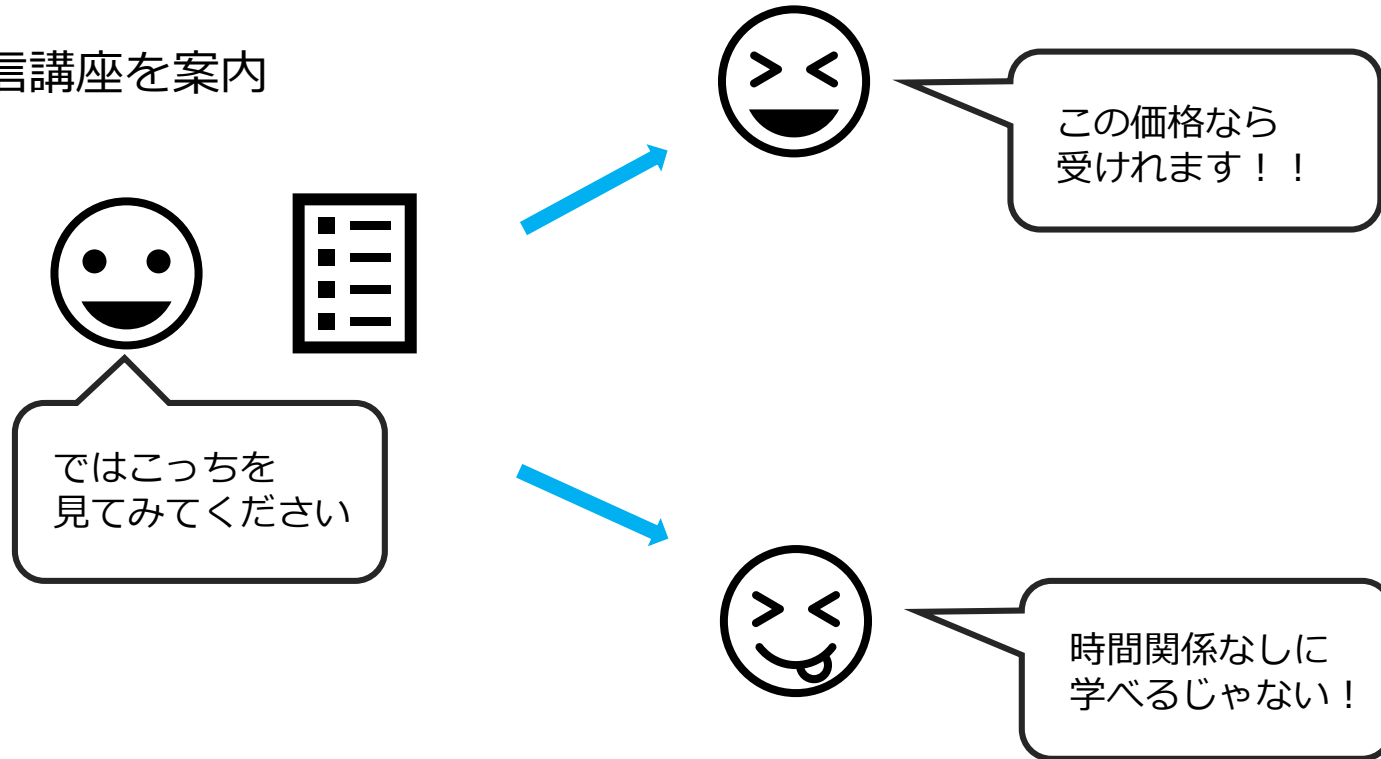 言講座を案内
この価格なら
受けれます！！
ではこっちを
見てみてください
時間関係なしに
学べるじゃない！